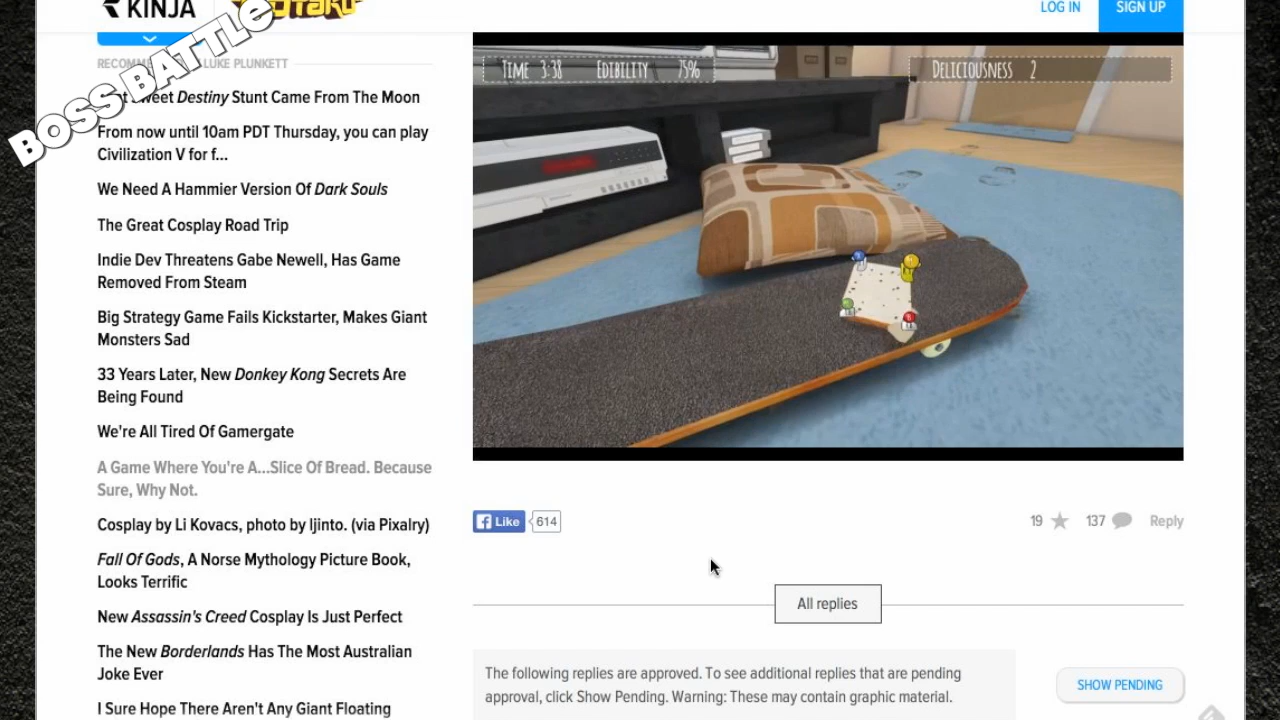 KINJA
LOG IN
SIGN UP
BOSS BATTLE
LUKE PLUNKETT
Sweet Destiny Stunt Came From The Moon
From now until 10am PDT Thursday, you can play
Civilization V for f...
We Need A Hammier Version Of Dark Souls
The Great Cosplay Road Trip
Indie Dev Threatens Gabe Newell, Has Game
Removed From Steam
Big Strategy Game Fails Kickstarter, Makes Giant
Monsters Sad
33 Years Later, New Donkey Kong Secrets Are
Being Found
We're All Tired Of Gamergate
A Game Where You're A...Slice Of Bread. Because
Sure, Why Not.
Cosplay by Li Kovacs, photo by Ijinto. (via Pixalry)
Fall Of Gods, A Norse Mythology Picture Book,
Looks Terrific
New Assassin's Creed Cosplay Is Just Perfect
The New Borderlands Has The Most Australian
Joke Ever
I Sure Hope There Aren't Any Giant Floating
TIME 3:38 EDIBILITY 75%
DELICIOUSNESS 2
Like 614
19 137 Reply
All replies
The following replies are approved. To see additional replies that are pending
approval, click Show Pending. Warning: These may contain graphic material.
SHOW PENDING